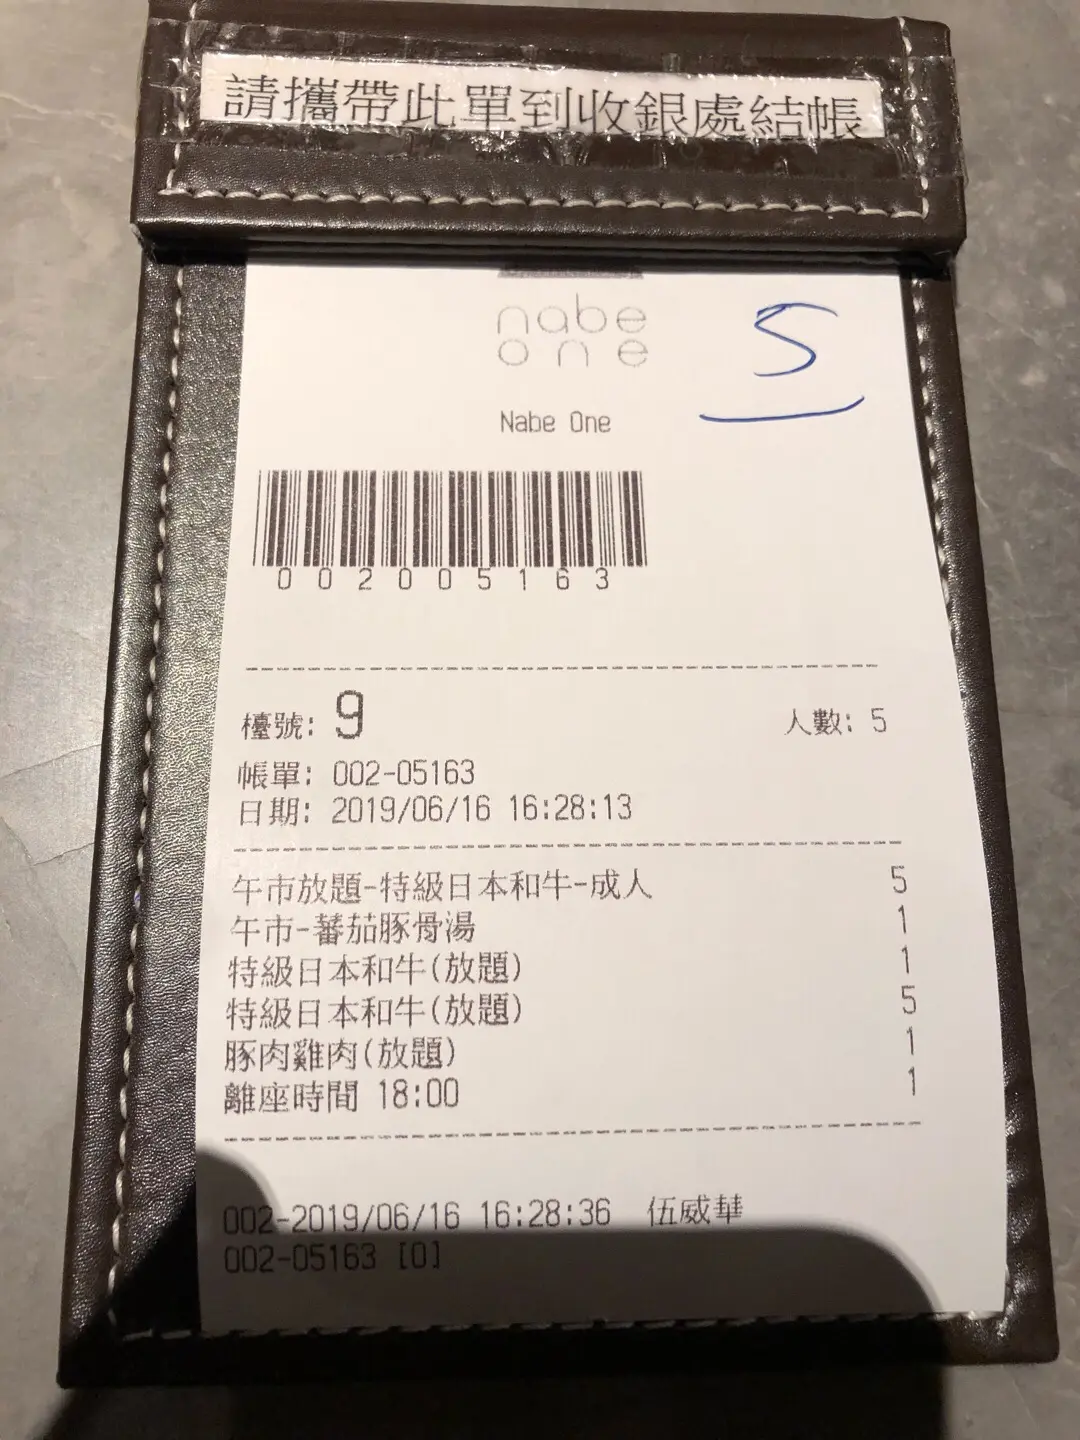 請攜帶此單到收銀處結帳
nabe
one
5
Nabe One
002005163
檯號: 9 人數: 5
帳單: 002-05163
日期: 2019/06/16 16:28:13
午市放題-特級日本和牛-成人 5
午市-蕃茄豚骨湯 1
特級日本和牛(放題) 1
特級日本和牛(放題) 5
豚肉雞肉(放題) 1
離座時間 18:00 1
002-2019/06/16 16:28:36 伍威華
002-05163 [0]